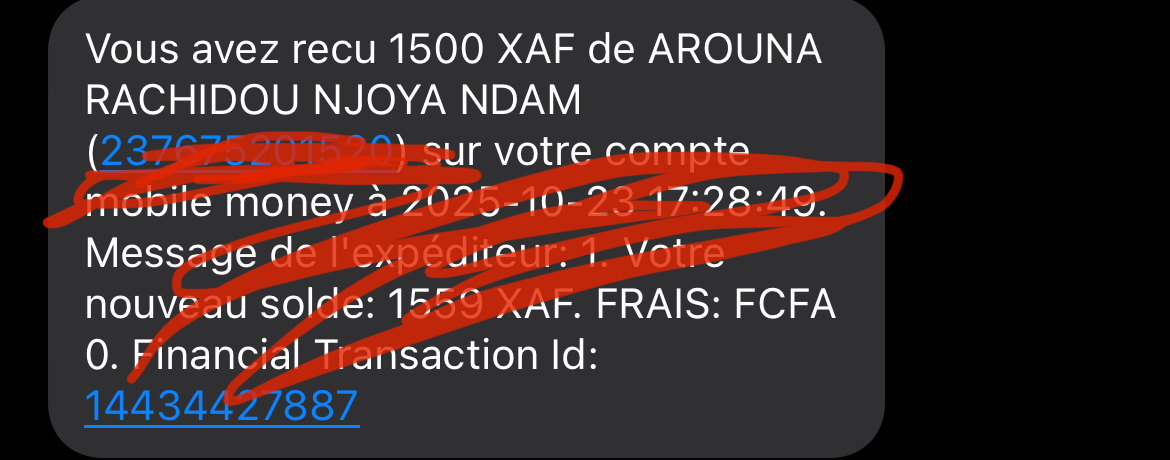 Vous avez recu 1500 XAF de AROUNA
RACHIDOU NJOYA NDAM
(237675201520) sur votre compte
mobile money à 2025-10-23 17:28:49.
Message de l'expéditeur: 1. Votre
nouveau solde: 1559 XAF. FRAIS: FCFA
0. Financial Transaction Id:
14434427887